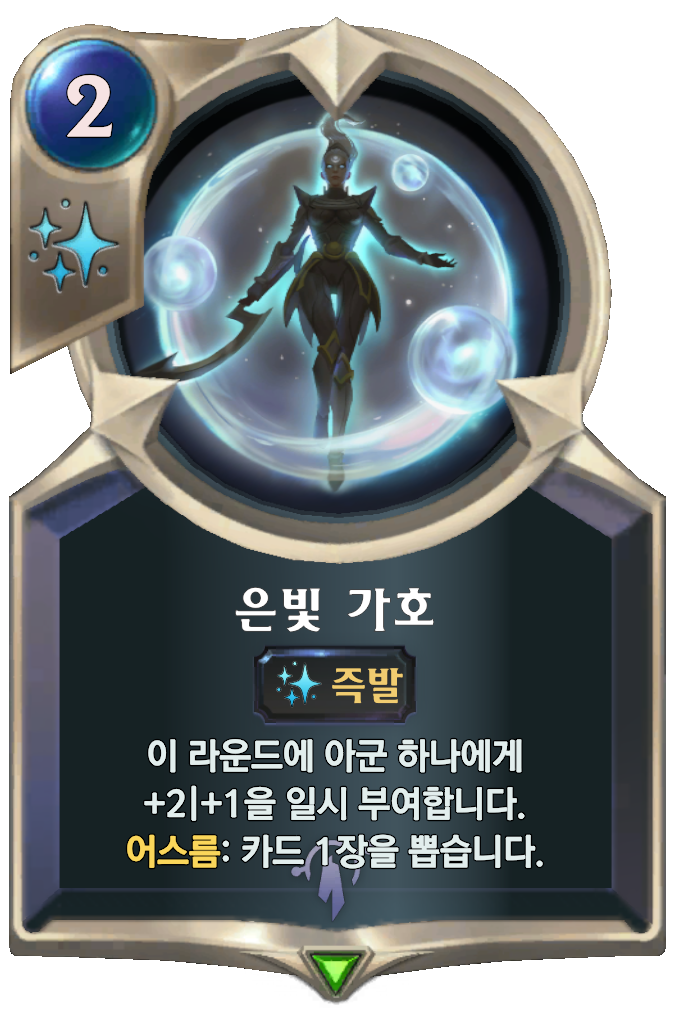 2
은빛 가호
즉발
이 라운드에 아군 하나에게
+2|+1을 일시 부여합니다.
어스름: 카드 1장을 뽑습니다.